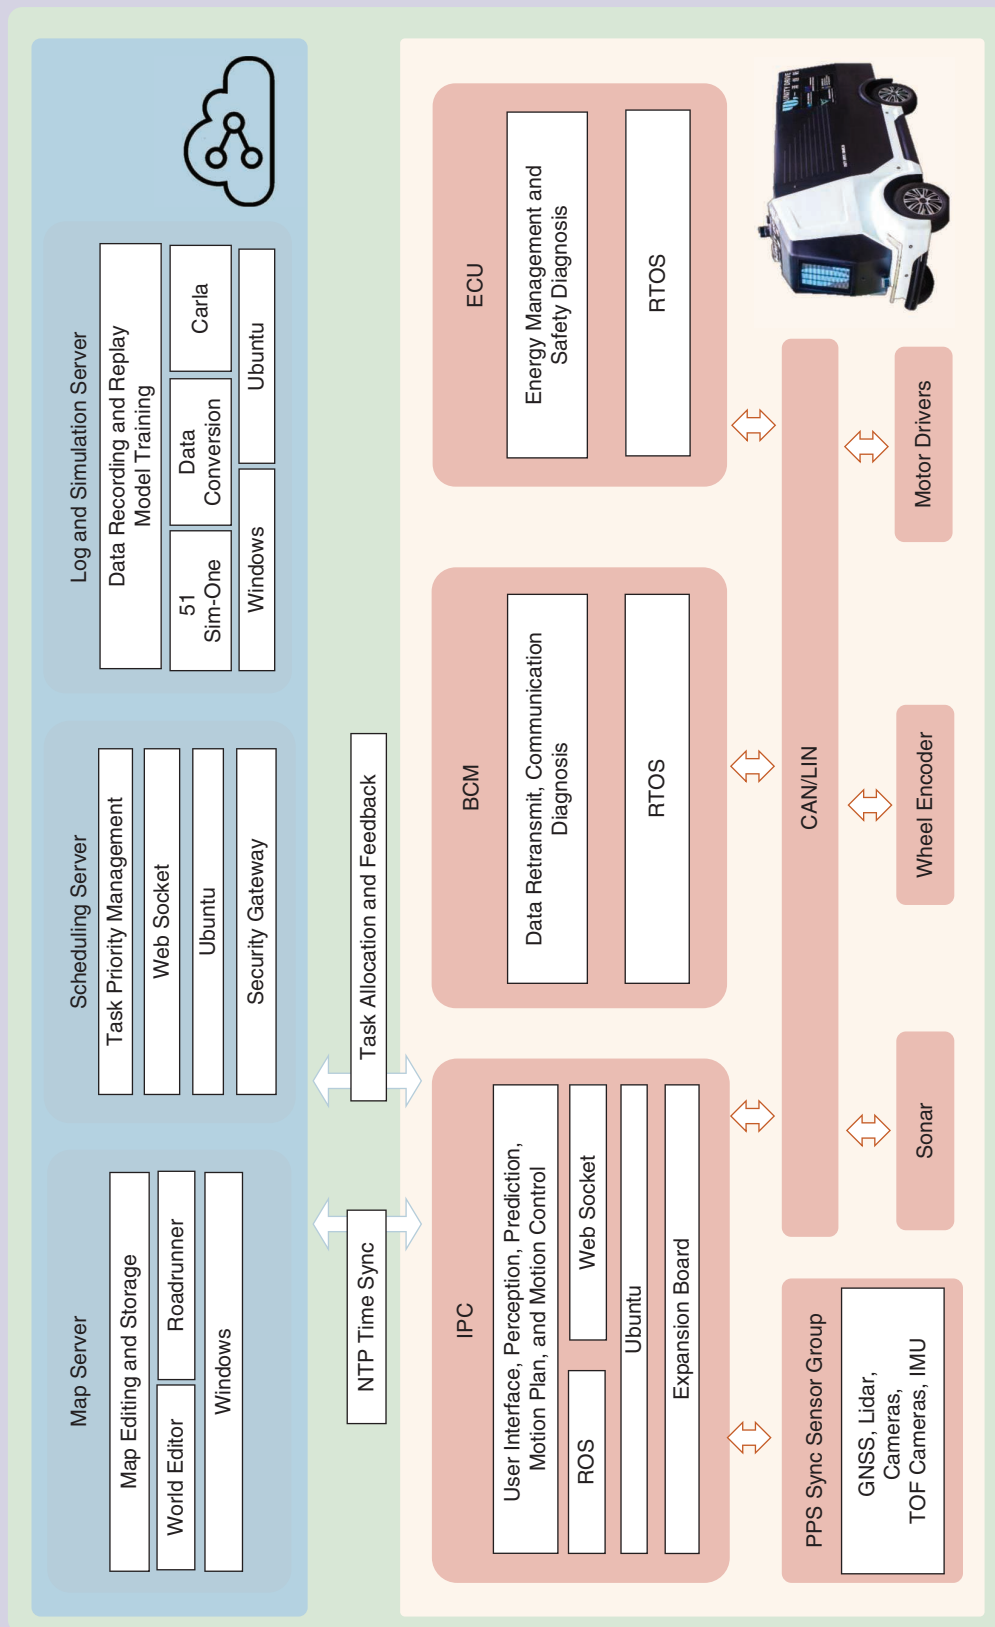 Map Server
Map Editing and Storage
World Editor
Roadrunner
Windows
Scheduling Server
Task Priority Management
Web Socket
Ubuntu
Security Gateway
Log and Simulation Server
Data Recording and Replay
Model Training
51
Sim-One
Data
Conversion
Carla
Windows
Ubuntu
NTP Time Sync
Task Allocation and Feedback
IPC
User Interface, Perception, Prediction,
Motion Plan, and Motion Control
ROS
Web Socket
Ubuntu
Expansion Board
BCM
Data Retransmit, Communication
Diagnosis
RTOS
ECU
Energy Management and
Safety Diagnosis
RTOS
PPS Sync Sensor Group
GNSS, Lidar,
Cameras,
TOF Cameras, IMU
CAN/LIN
Sonar
Wheel Encoder
Motor Drivers
UNITY DRIVE